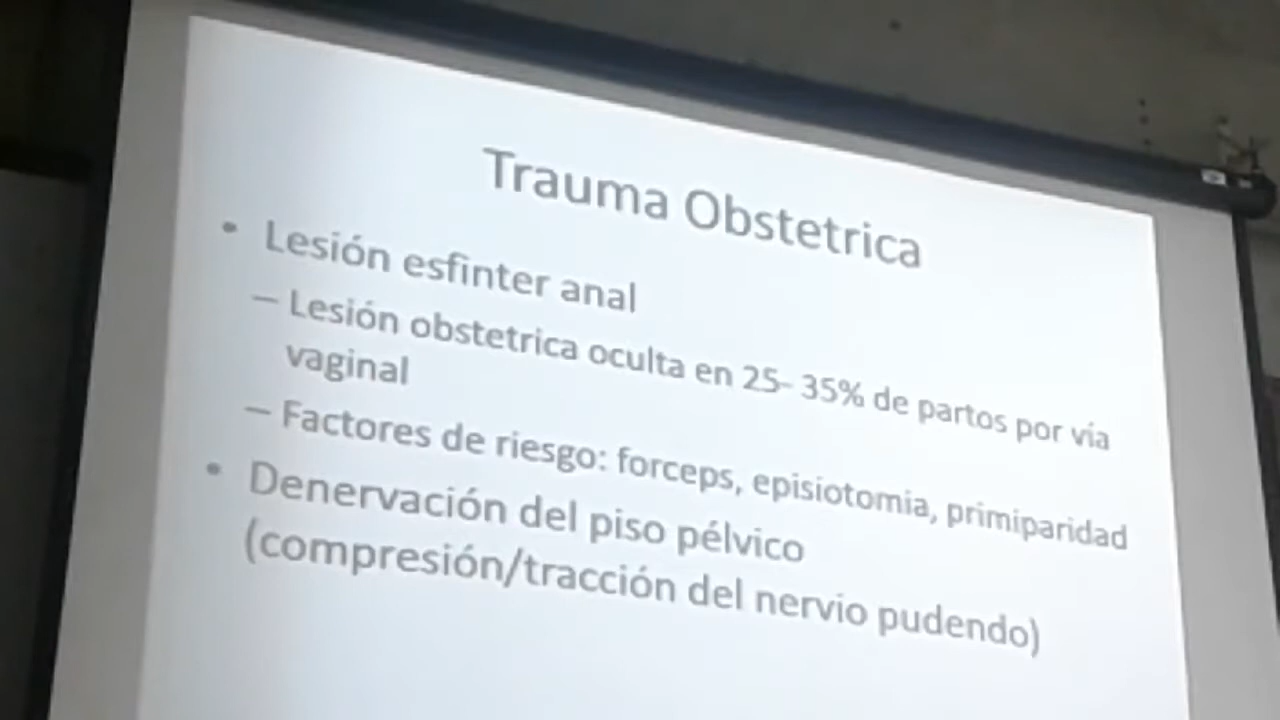 Trauma Obstetrica
• Lesión esfinter anal
– Lesión obstetrica oculta en 25- 35% de partos por vía
vaginal
– Factores de riesgo: forceps, episiotomia, primiparidad
• Denervación del piso pélvico
(compresión/tracción del nervio pudendo)